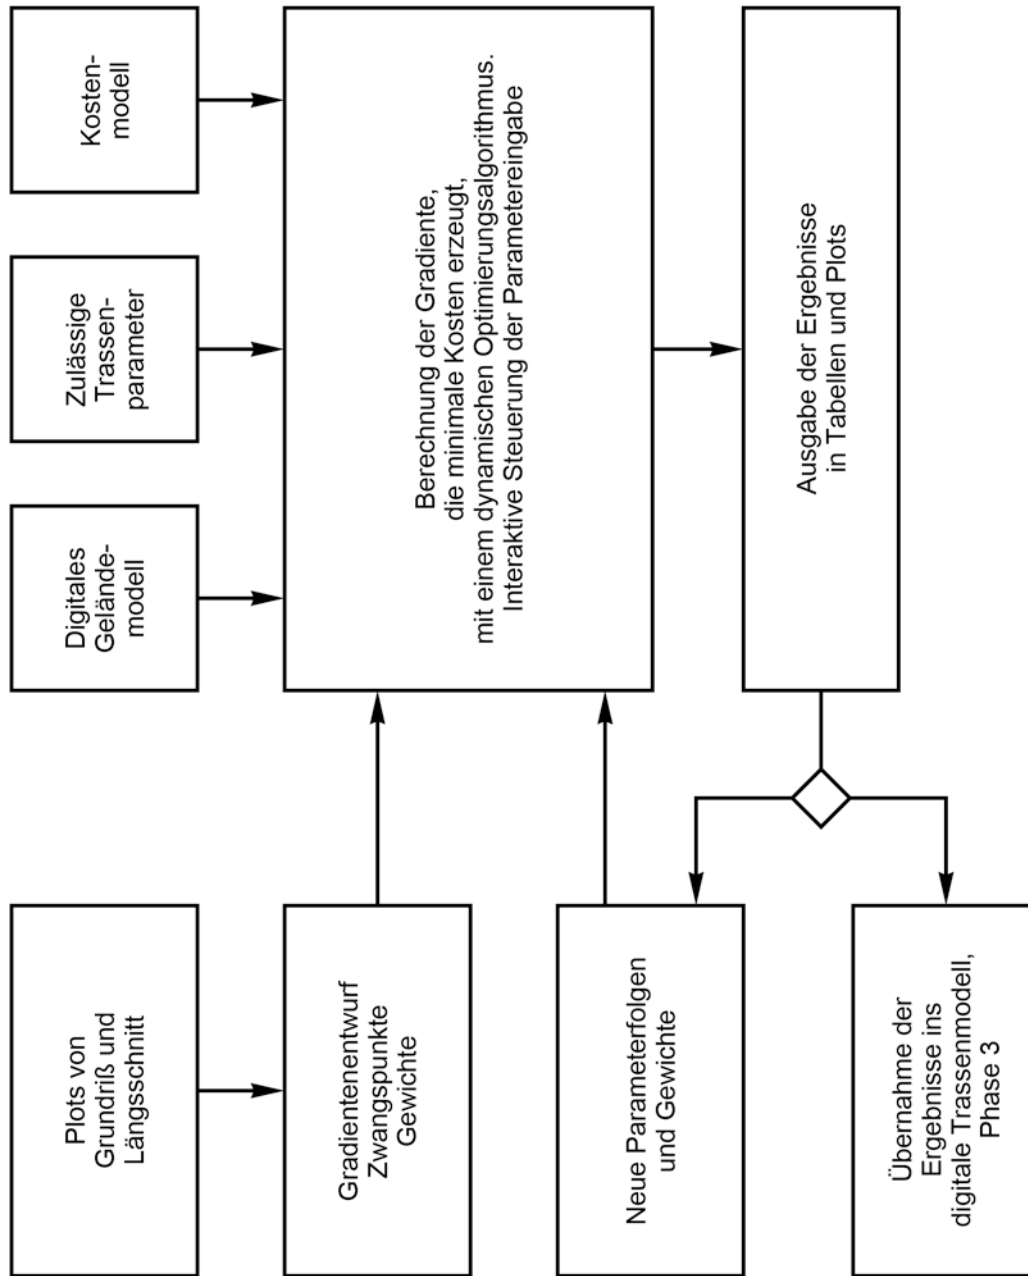 Plots von
Grundriß und
Längsschnitt
Digitales
Gelände-
modell
Zulässige
Trassen-
parameter
Kosten-
modell
Gradientenentwurf
Zwangspunkte
Gewichte
Berechnung der Gradiente,
die minimale Kosten erzeugt,
mit einem dynamischen Optimierungsalgorithmus.
Interaktive Steuerung der Parametereingabe
Neue Parameterfolgen
und Gewichte
Ausgabe der Ergebnisse
in Tabellen und Plots
Übernahme der
Ergebnisse ins
digitale Trassenmodell,
Phase 3